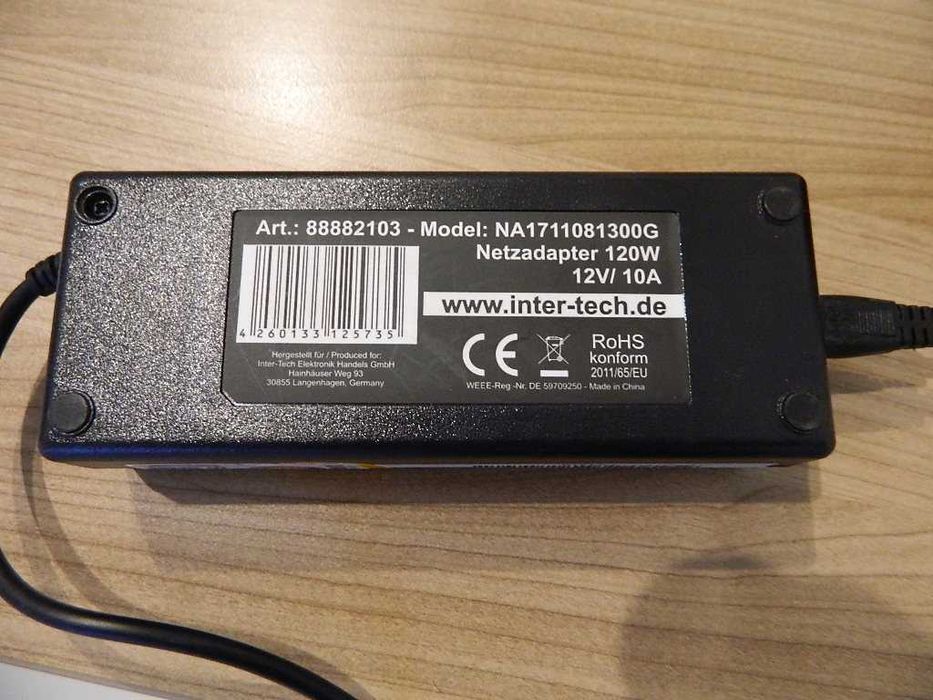 Art.: 88882103 - Model: NA1711081300G
Netzadapter 120W
12V/ 10A
www.inter-tech.de
4 260133 125735
Hergestellt für / Produced for:
Inter-Tech Elektronik Handels GmbH
Hainhäuser Weg 93
30855 Langenhagen, Germany
CE
RoHS
konform
2011/65/EU
WEEE-Reg -Nr. DE 59709250 - Made in China